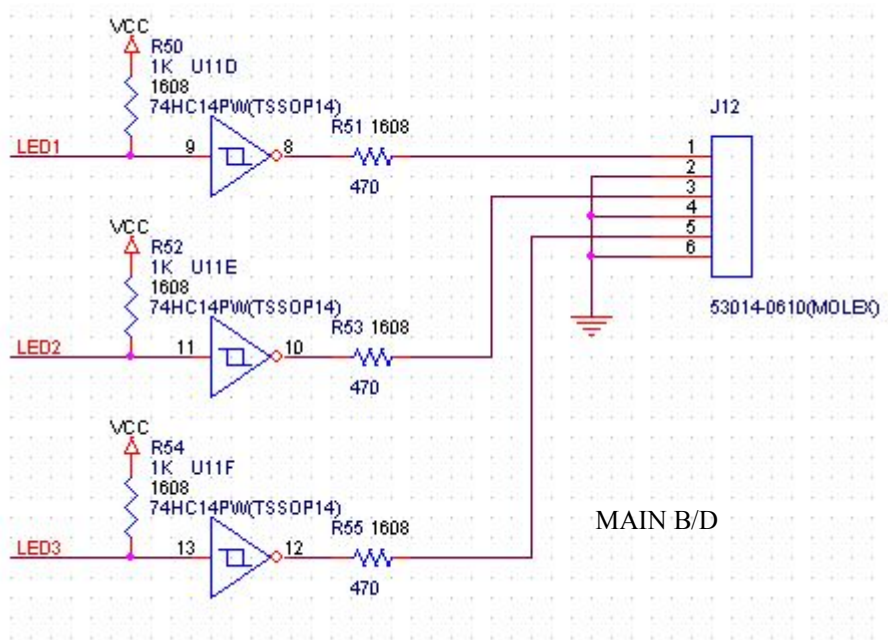 VCC
R50
1K U11D
1608
74HC14PW(TSSOP14)
LED1
9
8
R51 1608
470
J12
1
2
3
4
5
6
53014-0610(MOLEX)
VCC
R52
1K U11E
1608
74HC14PW(TSSOP14)
LED2
11
10
R53 1608
470
VCC
R54
1K U11F
1608
74HC14PW(TSSOP14)
LED3
13
12
R55 1608
470
MAIN B/D